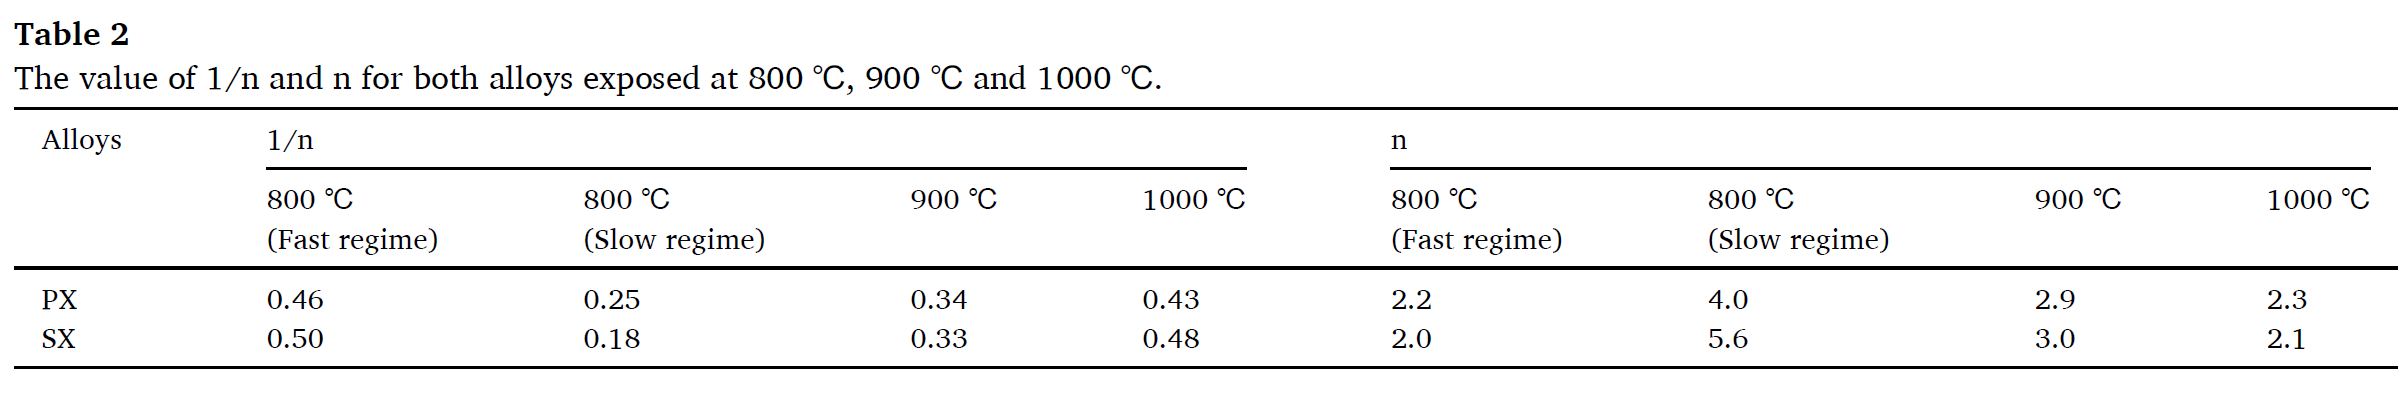 Table 2
The value of 1/n and n for both alloys exposed at 800 ℃, 900 ℃ and 1000 ℃.
Alloys 1/n n
800 ℃ 800 ℃ 900 ℃ 1000 ℃ 800 ℃ 800 ℃ 900 ℃ 1000 ℃
(Fast regime) (Slow regime) (Fast regime) (Slow regime)
PX 0.46 0.25 0.34 0.43 2.2 4.0 2.9 2.3
SX 0.50 0.18 0.33 0.48 2.0 5.6 3.0 2.1